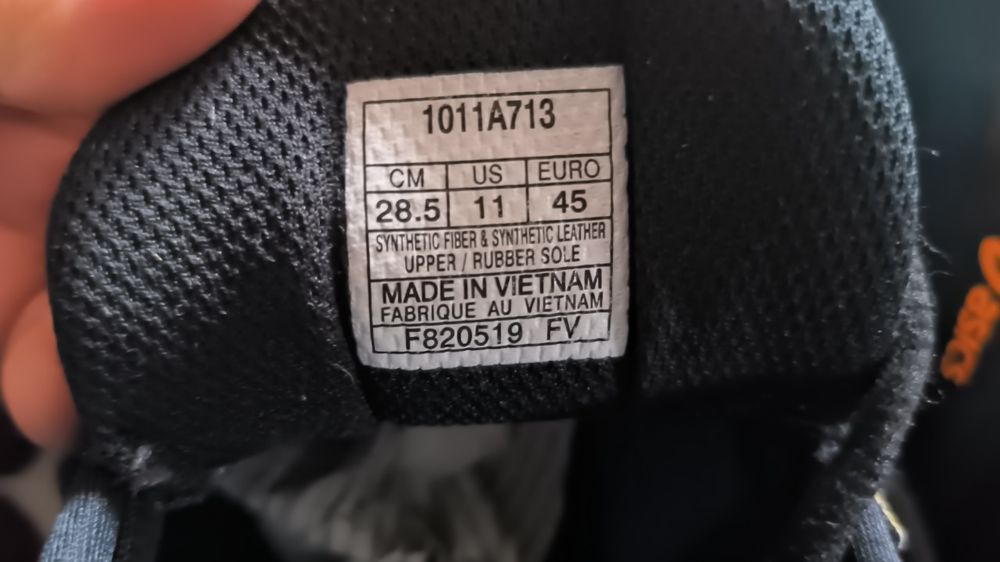 1011A713
CM US EURO
28.5 11 45
SYNTHETIC FIBER & SYNTHETIC LEATHER
UPPER / RUBBER SOLE
MADE IN VIETNAM
FABRIQUE AU VIETNAM
F820519 FV
asics